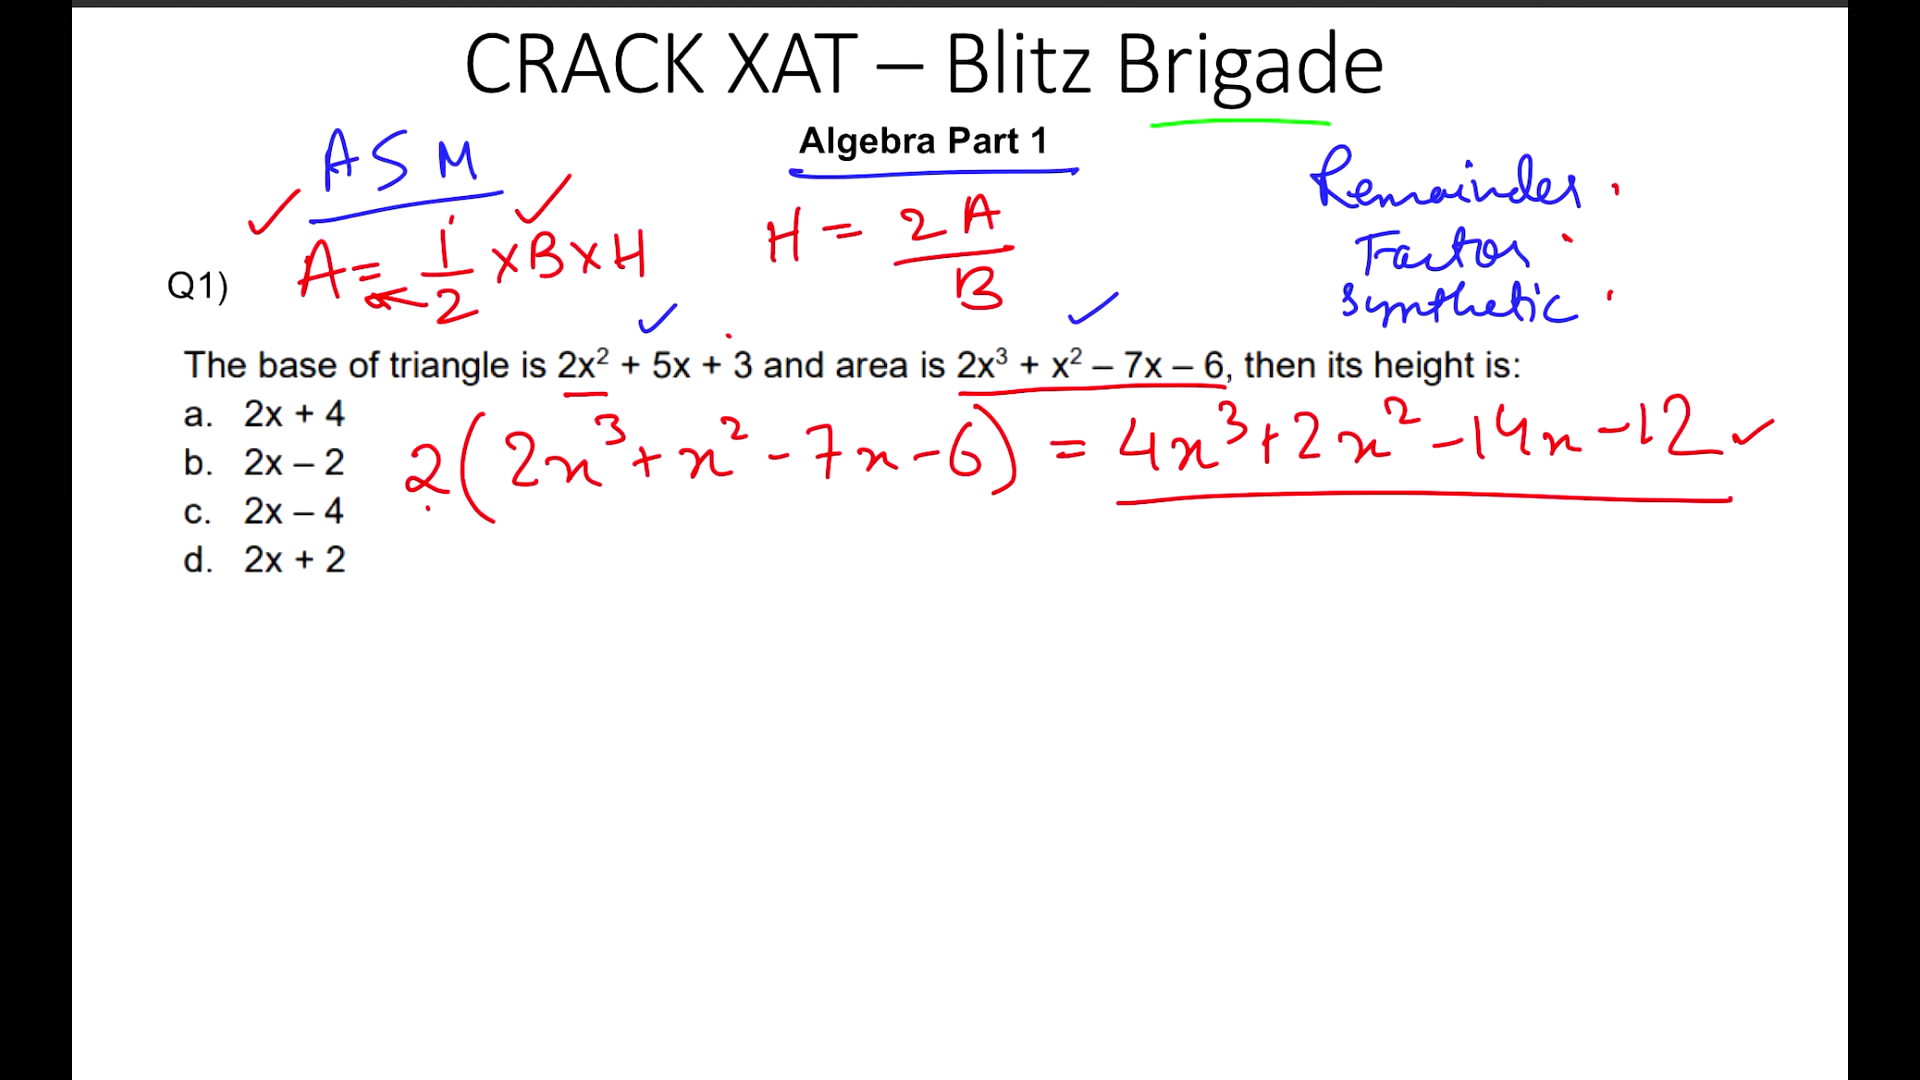 CRACK XAT – Blitz Brigade
Algebra Part 1
A S M
Remainder
Factor
Synthetic
A = 1/2 × B × H
H = 2A/B
Q1)
The base of triangle is 2x² + 5x + 3 and area is 2x³ + x² – 7x – 6, then its height is:
a. 2x + 4
b. 2x – 2
c. 2x – 4
d. 2x + 2
2(2x³ + x² - 7x - 6) = 4x³ + 2x² - 14x - 12